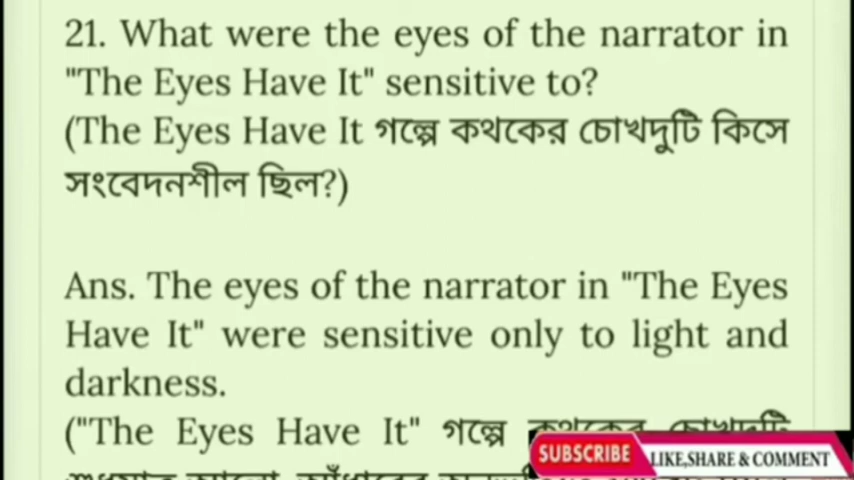 21. What were the eyes of the narrator in
"The Eyes Have It" sensitive to?
(The Eyes Have It গল্পে কথকের চোখদুটি কিসে
সংবেদনশীল ছিল?)
Ans. The eyes of the narrator in "The Eyes
Have It" were sensitive only to light and
darkness.
("The Eyes Have It" গল্পে কথকের চোখদুটি
SUBSCRIBE LIKE,SHARE & COMMENT